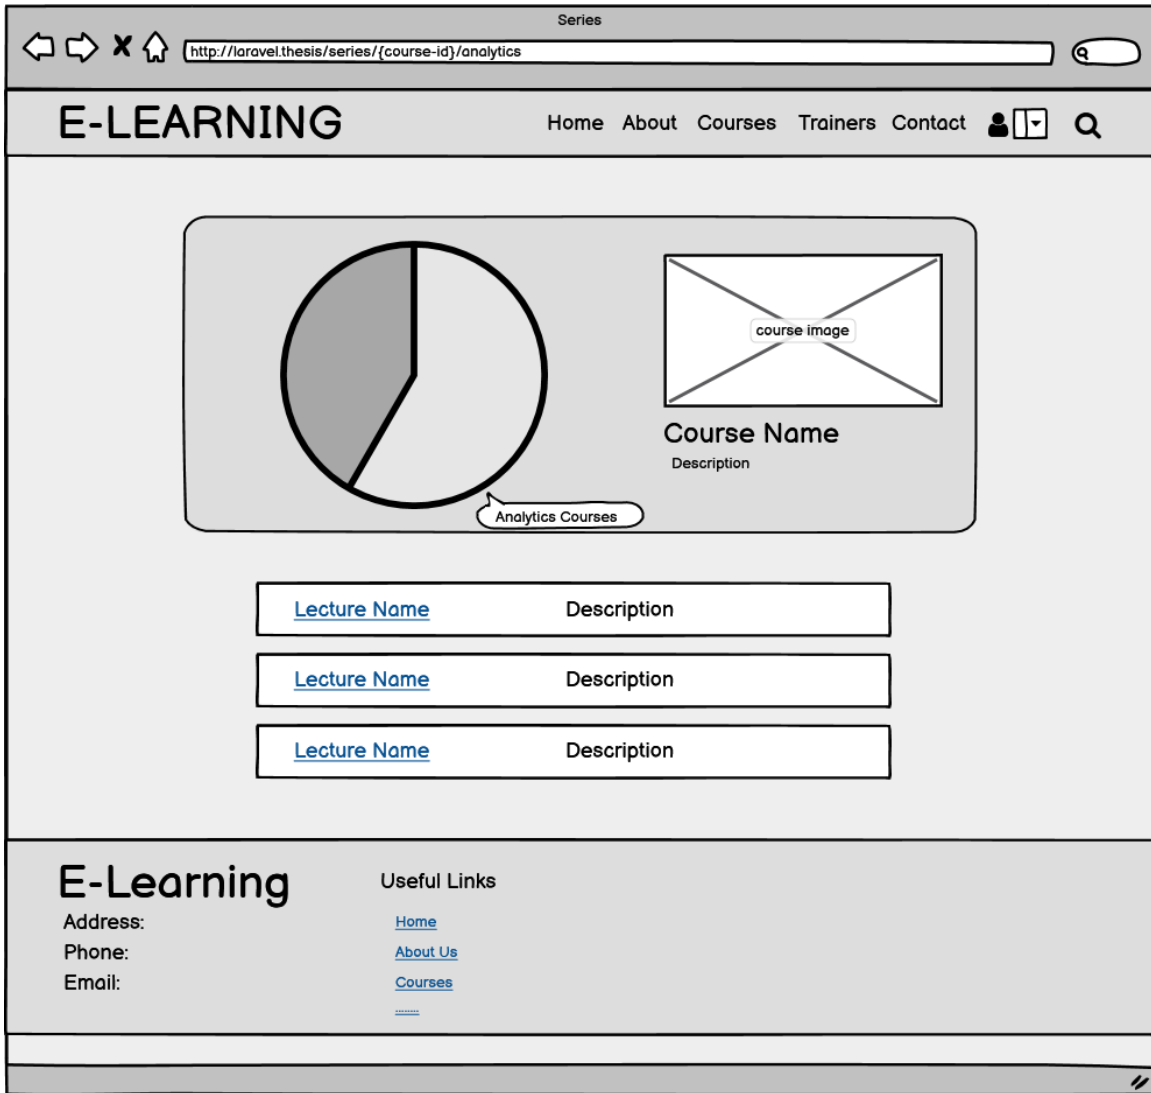 Series
http://laravel.thesis/series/{course-id}/analytics
E-LEARNING
Home About Courses Trainers Contact
course image
Course Name
Description
Analytics Courses
Lecture Name Description
Lecture Name Description
Lecture Name Description
E-Learning
Address:
Phone:
Email:
Useful Links
Home
About Us
Courses
........